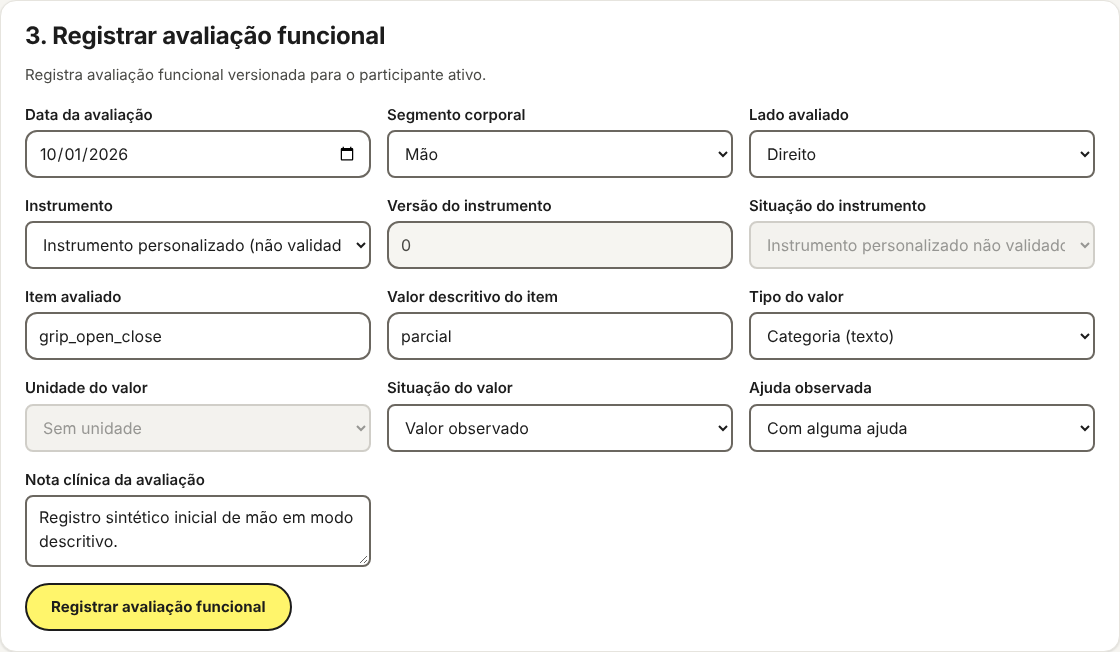 3. Registrar avaliação funcional
Registra avaliação funcional versionada para o participante ativo.
Data da avaliação
Segmento corporal
Lado avaliado
10/01/2026
Mão
Direito
Instrumento
Versão do instrumento
Situação do instrumento
Instrumento personalizado (não validad
0
Instrumento personalizado não validado
Item avaliado
Valor descritivo do item
Tipo do valor
grip_open_close
parcial
Categoria (texto)
Unidade do valor
Situação do valor
Ajuda observada
Sem unidade
Valor observado
Com alguma ajuda
Nota clínica da avaliação
Registro sintético inicial de mão em modo
descritivo.
Registrar avaliação funcional